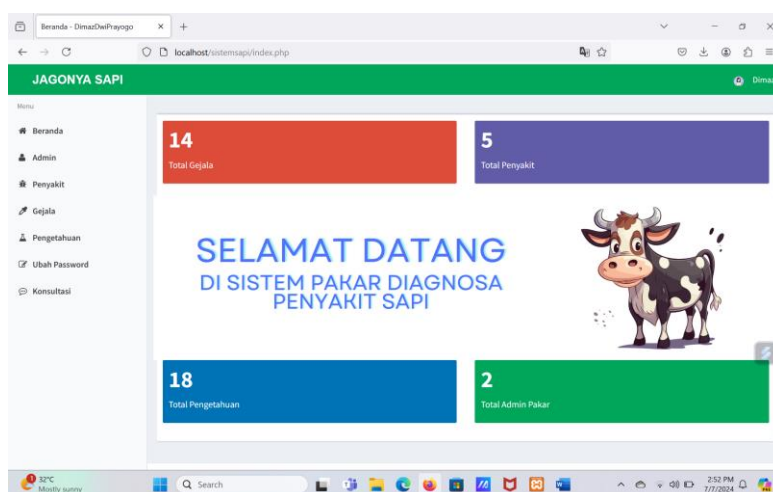 Beranda - DimazDwiPrayogo
localhost/sistemsapi/index.php
JAGONYA SAPI
Dimaz
Menu
Beranda
Admin
Penyakit
Gejala
Pengetahuan
Ubah Password
Konsultasi
14
Total Gejala
5
Total Penyakit
SELAMAT DATANG
DI SISTEM PAKAR DIAGNOSA
PENYAKIT SAPI
18
Total Pengetahuan
2
Total Admin Pakar
32°C
Mostly sunny
Search
2:52 PM
7/7/2024